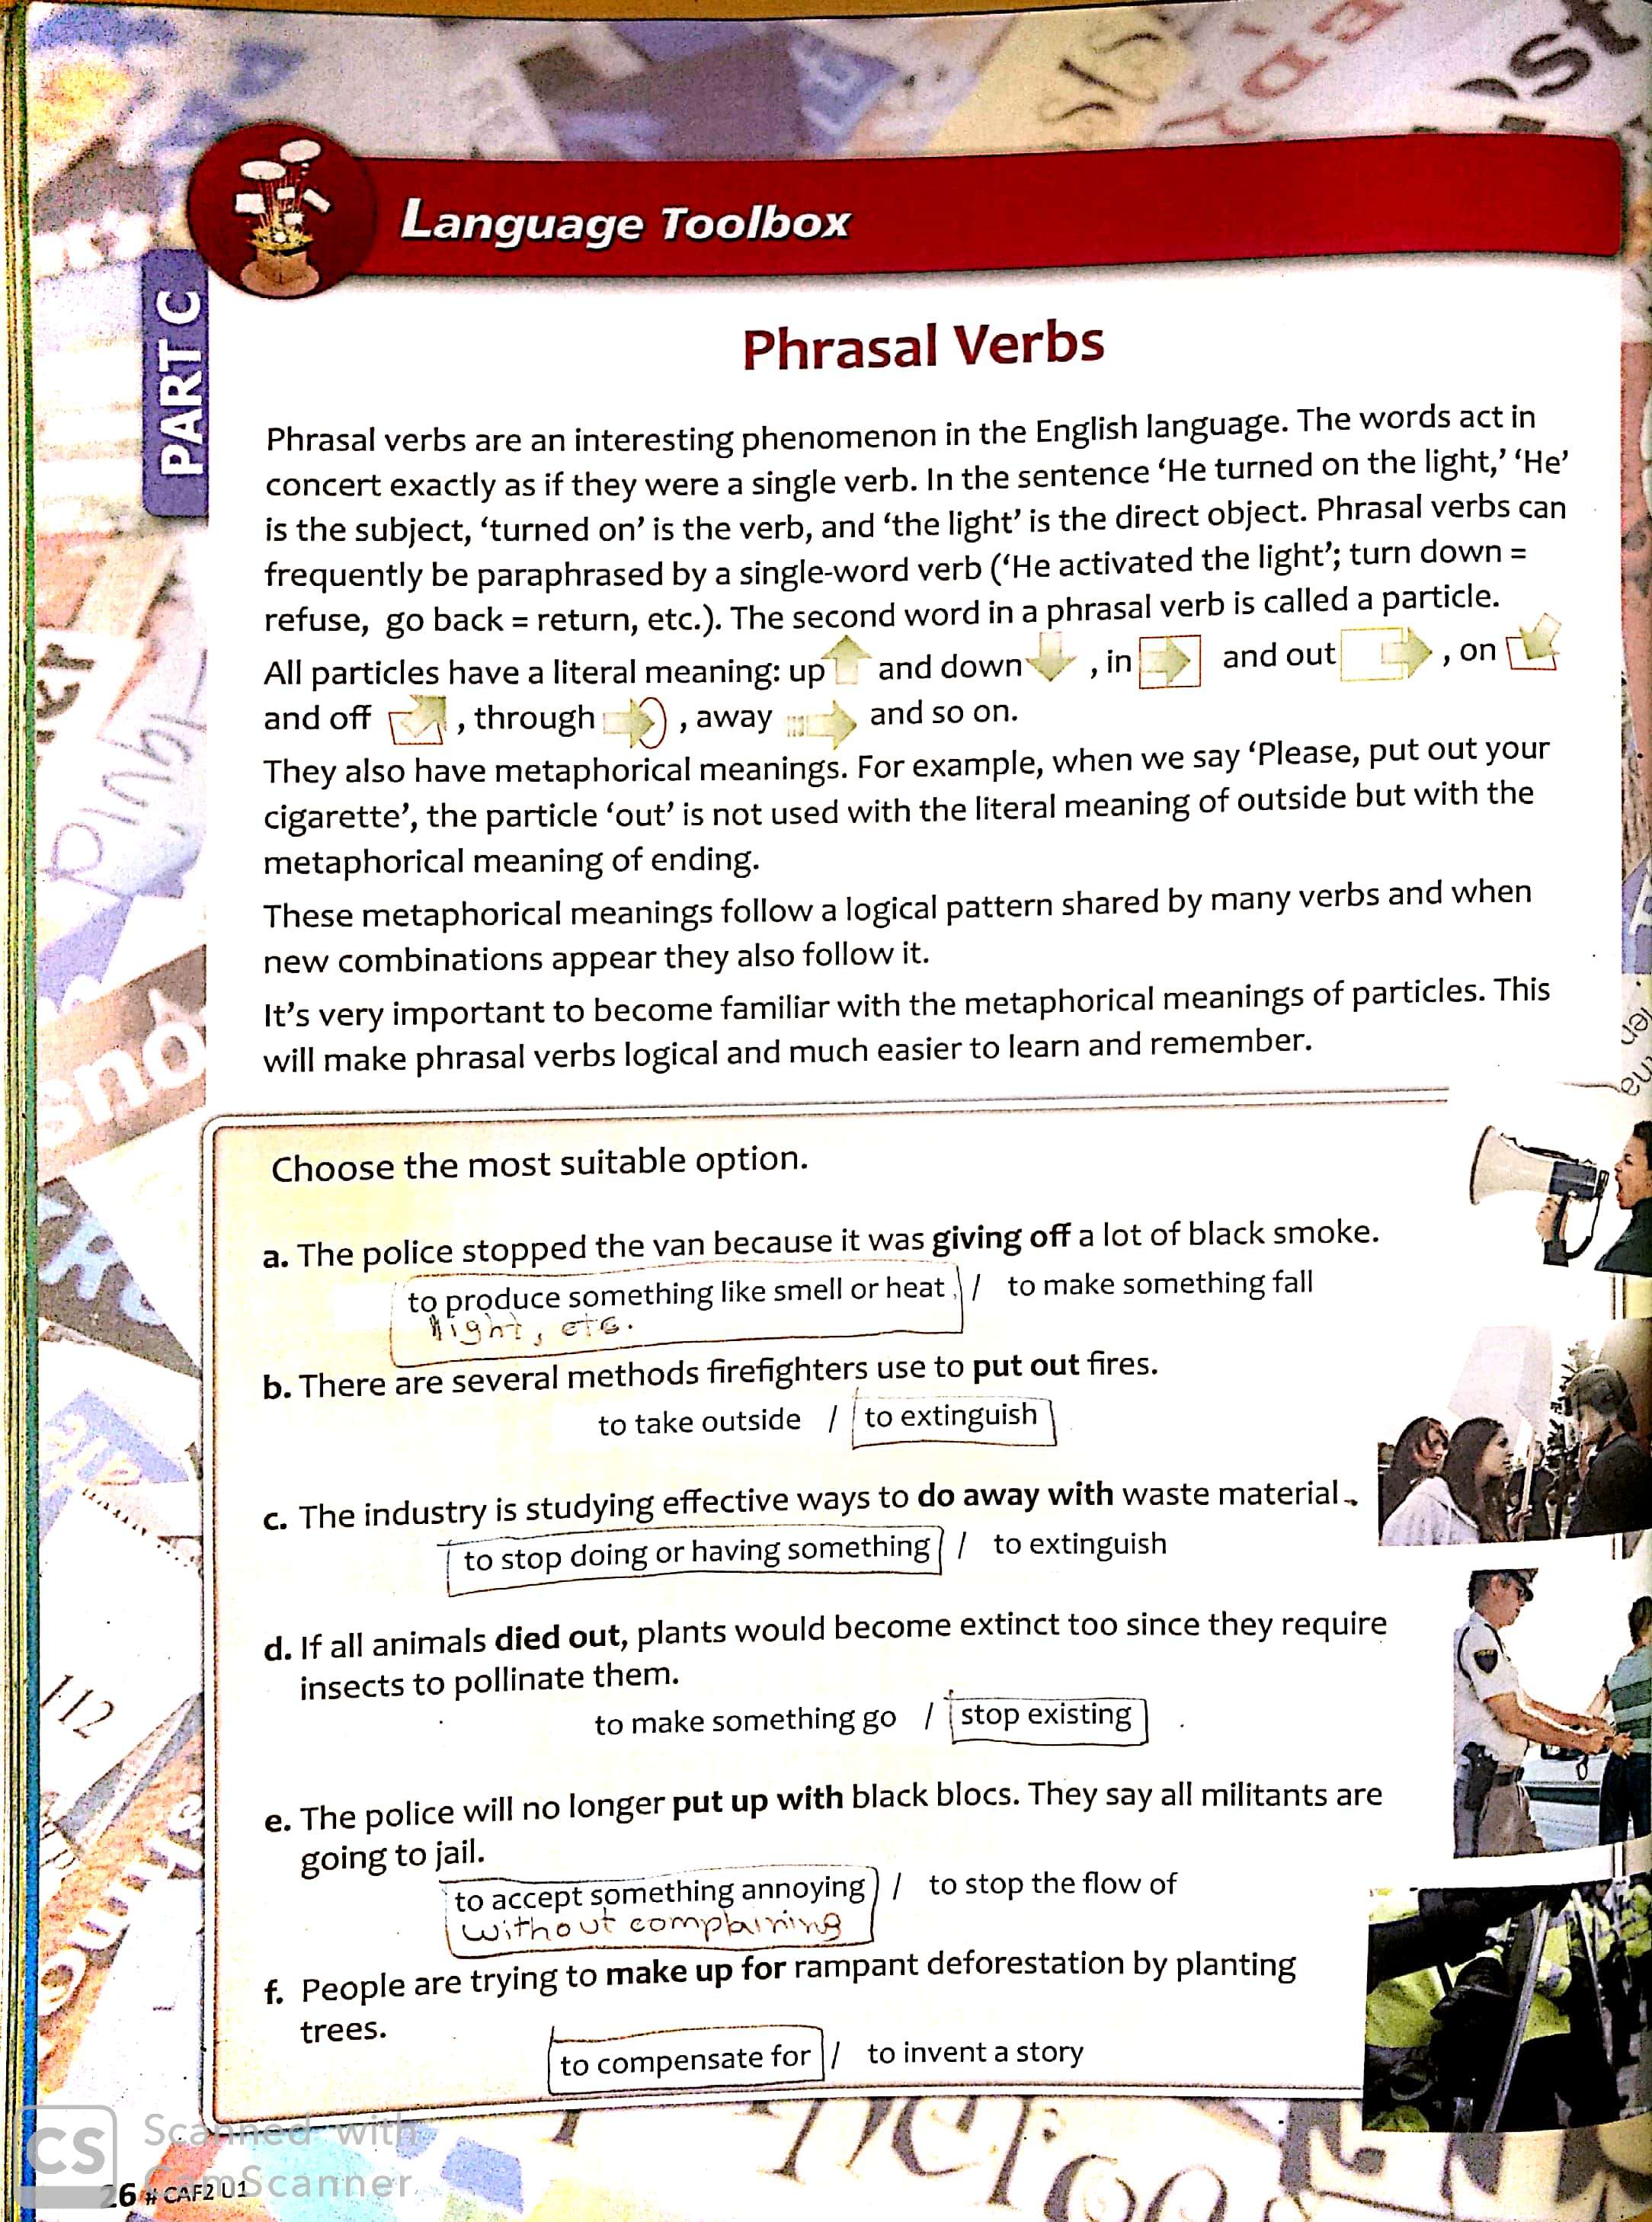 Language Toolbox
PART C
Phrasal Verbs
Phrasal verbs are an interesting phenomenon in the English language. The words act in
concert exactly as if they were a single verb. In the sentence ‘He turned on the light,’ ‘He’
is the subject, ‘turned on’ is the verb, and ‘the light’ is the direct object. Phrasal verbs can
frequently be paraphrased by a single-word verb (‘He activated the light’; turn down =
refuse, go back = return, etc.). The second word in a phrasal verb is called a particle.
All particles have a literal meaning: up and down , in and out , on
and off , through , away and so on.
They also have metaphorical meanings. For example, when we say ‘Please, put out your
cigarette’, the particle ‘out’ is not used with the literal meaning of outside but with the
metaphorical meaning of ending.
These metaphorical meanings follow a logical pattern shared by many verbs and when
new combinations appear they also follow it.
It’s very important to become familiar with the metaphorical meanings of particles. This
will make phrasal verbs logical and much easier to learn and remember.
Choose the most suitable option.
a. The police stopped the van because it was giving off a lot of black smoke.
to produce something like smell or heat, / to make something fall
light, etc.
b. There are several methods firefighters use to put out fires.
to take outside / to extinguish
c. The industry is studying effective ways to do away with waste material.
to stop doing or having something / to extinguish
d. If all animals died out, plants would become extinct too since they require
insects to pollinate them.
to make something go / stop existing
e. The police will no longer put up with black blocs. They say all militants are
going to jail.
to accept something annoying / to stop the flow of
without complaining
f. People are trying to make up for rampant deforestation by planting
trees.
to compensate for / to invent a story
CS Scanned with
CamScanner
26 # CAF2 U1